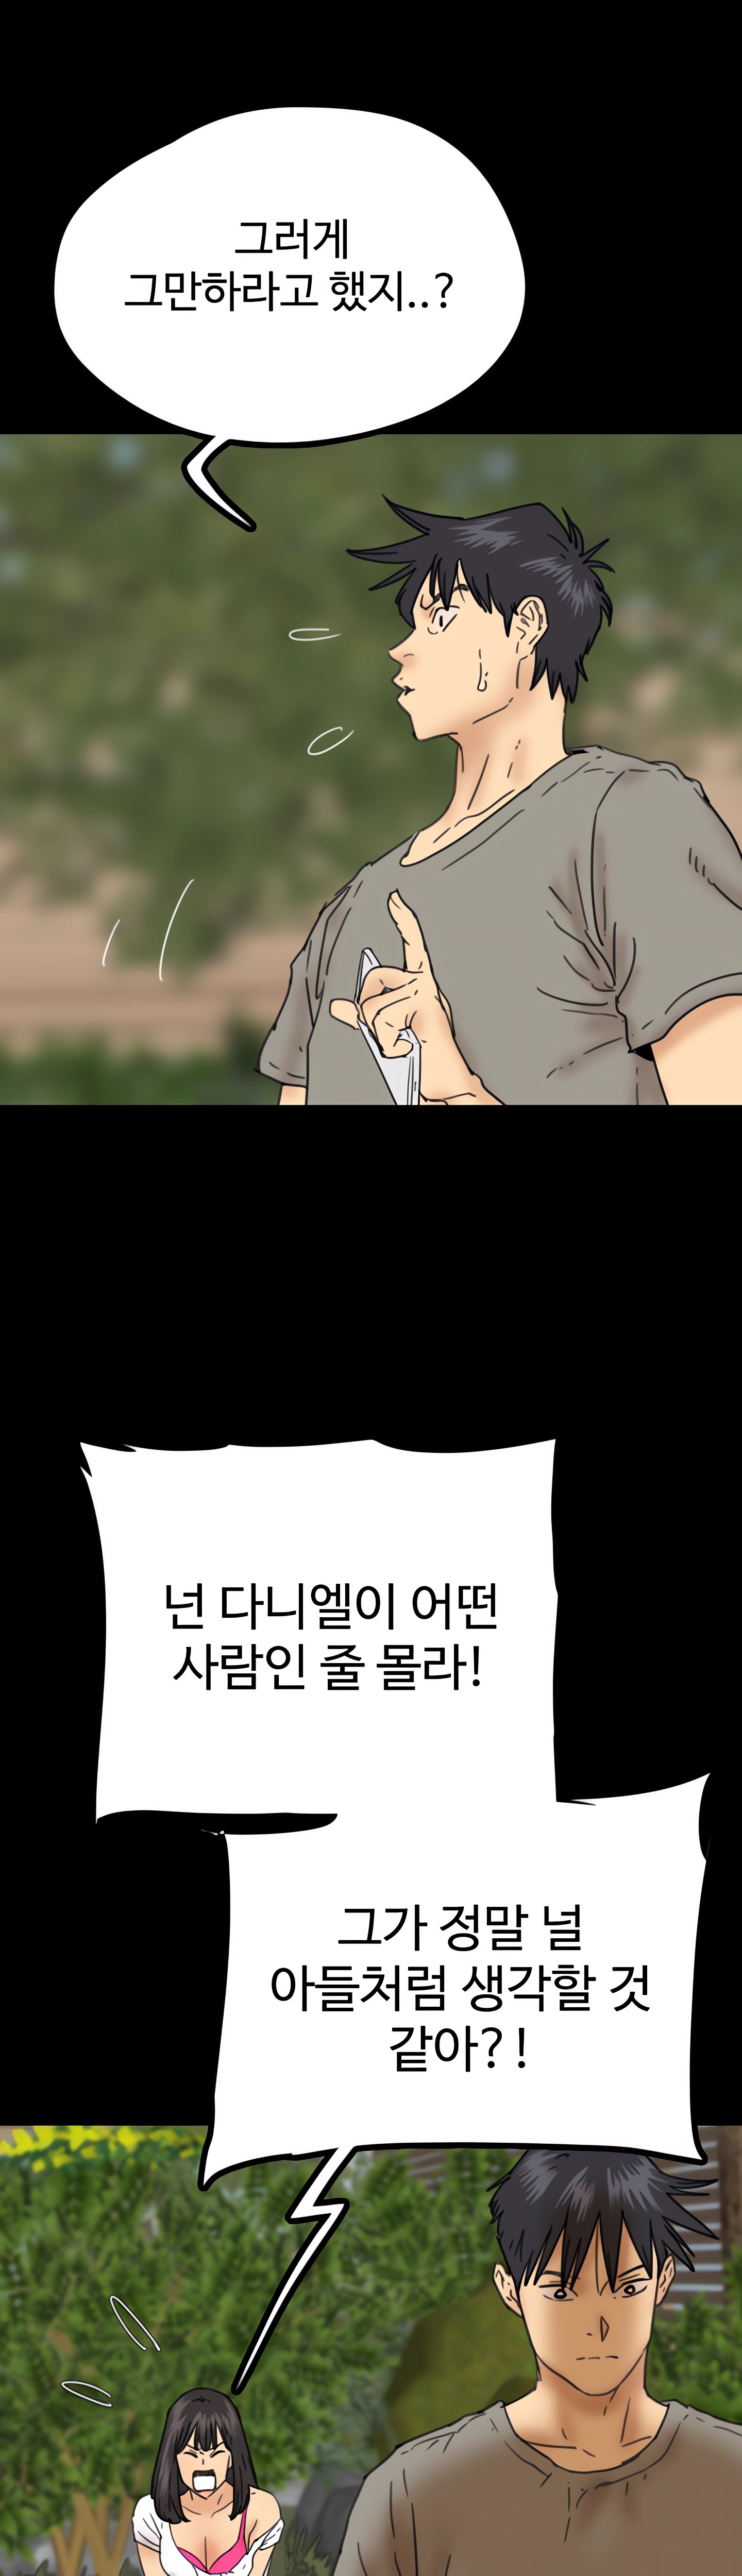 그러게
그만하라고 했지..?
넌 다니엘이 어떤
사람인 줄 몰라!
그가 정말 널
아들처럼 생각할 것
같아?!